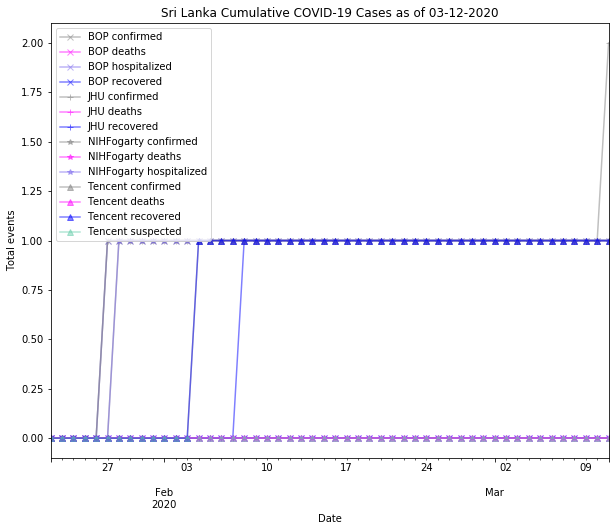 Sri Lanka Cumulative COVID-19 Cases as of 03-12-2020
BOP confirmed
BOP deaths
BOP hospitalized
BOP recovered
JHU confirmed
JHU deaths
JHU recovered
NIHFogarty confirmed
NIHFogarty deaths
NIHFogarty hospitalized
Tencent confirmed
Tencent deaths
Tencent recovered
Tencent suspected
Total events
2.00
1.75
1.50
1.25
1.00
0.75
0.50
0.25
0.00
27 03 10 17 24 02 09
Feb Mar
2020
Date